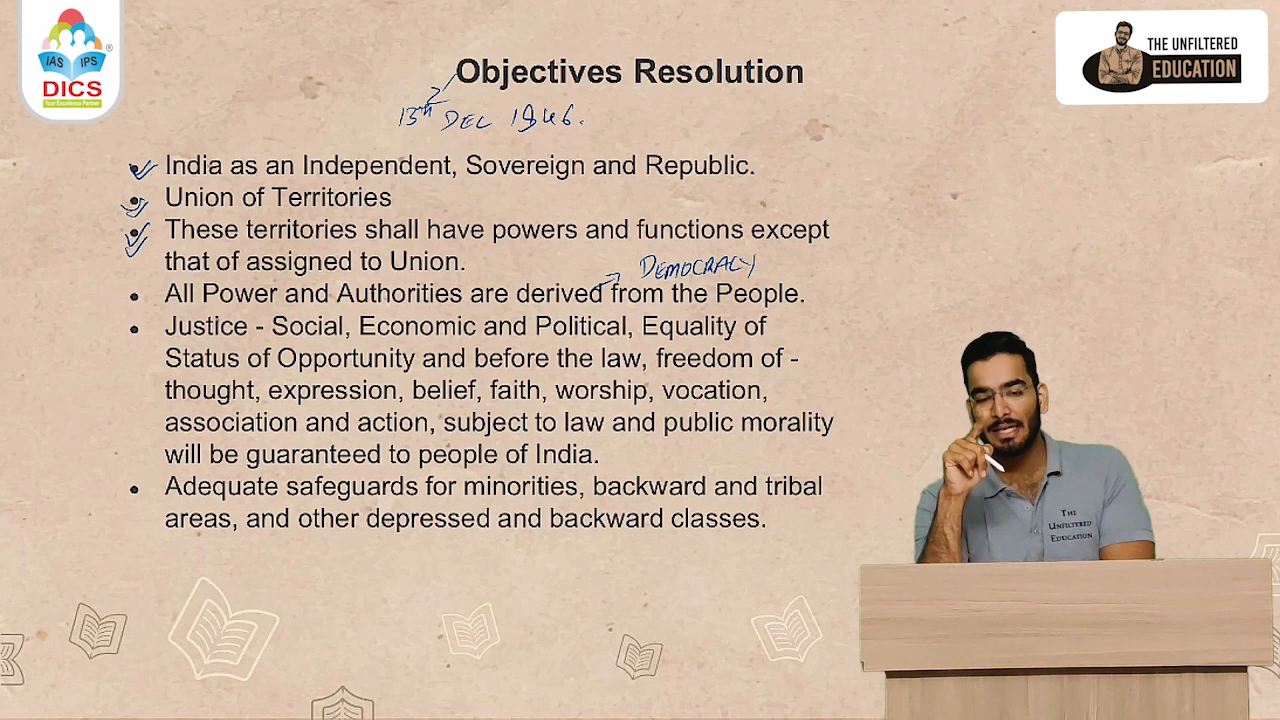 IAS IPS
DICS
Your Excellence Partner
THE UNFILTERED
EDUCATION
Objectives Resolution
13th DEC 1946.
• India as an Independent, Sovereign and Republic.
• Union of Territories
• These territories shall have powers and functions except
that of assigned to Union.
DEMOCRACY
• All Power and Authorities are derived from the People.
• Justice - Social, Economic and Political, Equality of
Status of Opportunity and before the law, freedom of -
thought, expression, belief, faith, worship, vocation,
association and action, subject to law and public morality
will be guaranteed to people of India.
• Adequate safeguards for minorities, backward and tribal
areas, and other depressed and backward classes.
THE
UNFILTERED
EDUCATION